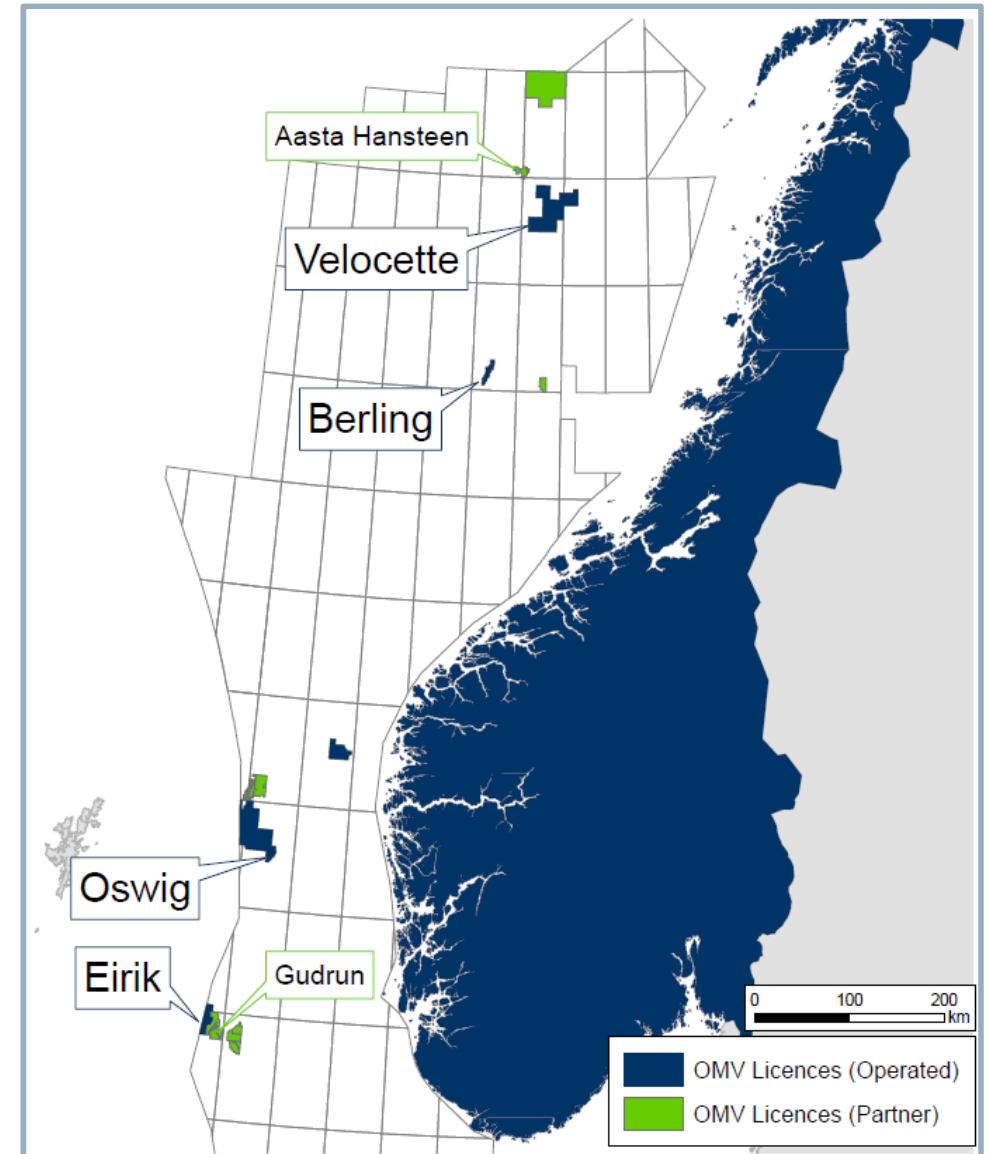 Aasta Hansteen
Velocette
Berling
Oswig
Eirik
Gudrun
0 100 200
km
OMV Licences (Operated)
OMV Licences (Partner)